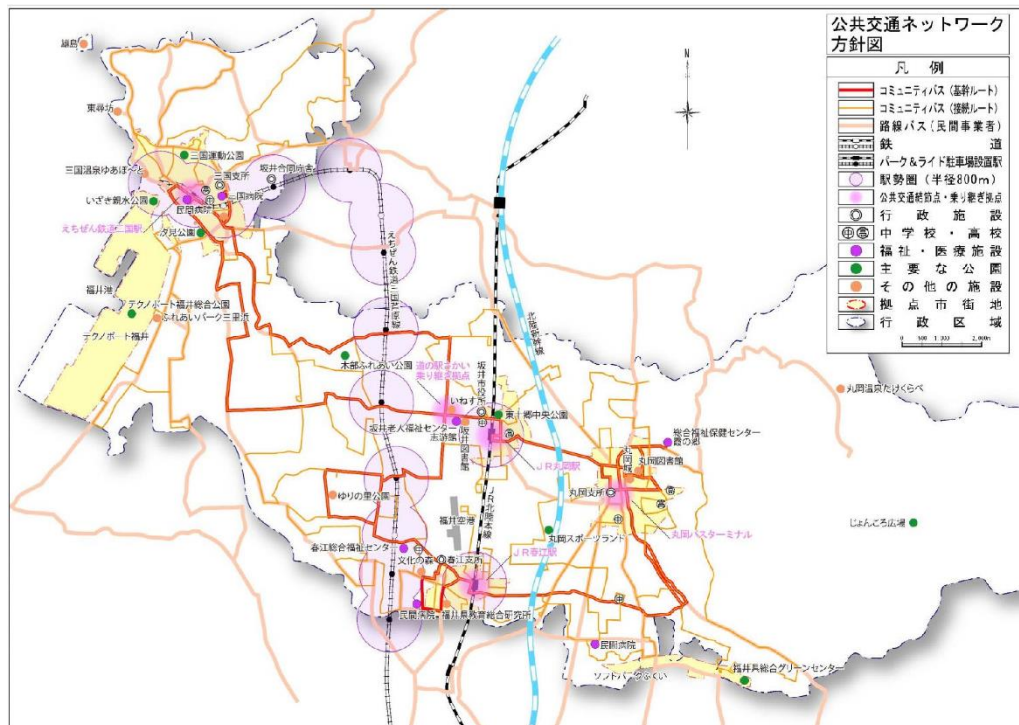 公共交通ネットワーク
方針図
凡例
コミュニティバス(基幹ルート)
コミュニティバス(接続ルート)
路線バス(民間事業者)
鉄道
パーク&ライド駐車場設置駅
駅勢圏(半径800m)
公共交通結節点・乗り継ぎ拠点
行政施設
中高
中学校・高校
福祉・医療施設
主要な公園
その他の施設
拠点市街地
行政区域
雄島
東尋坊
三国運動公園
三国温泉ゆあぽーと
三国支所
坂井合同庁舎
三国病院
いざき親水公園
民間病院
えちぜん鉄道三国駅
汐見公園
えちぜん鉄道三国芦原線
福井港
テクノポート福井総合公園
ふれあいパーク三里浜
テクノポート福井
北陸新幹線
木部ふれあい公園
道の駅さかい
乗り継ぎ拠点
坂井市役所
いねす
東十郷中央公園
坂井老人福祉センター
志游館
坂井図書館
JR丸岡駅
丸岡温泉たけくらべ
総合福祉保健センター
霞の郷
丸岡城
丸岡図書館
丸岡支所
丸岡バスターミナル
ゆりの里公園
福井空港
JR北陸本線
じょんころ広場
丸岡スポーツランド
春江総合福祉センター
文化の森
春江支所
JR春江駅
民間病院
福井県教育総合研究所
民間病院
ソフトパークふくい
福井県総合グリーンセンター